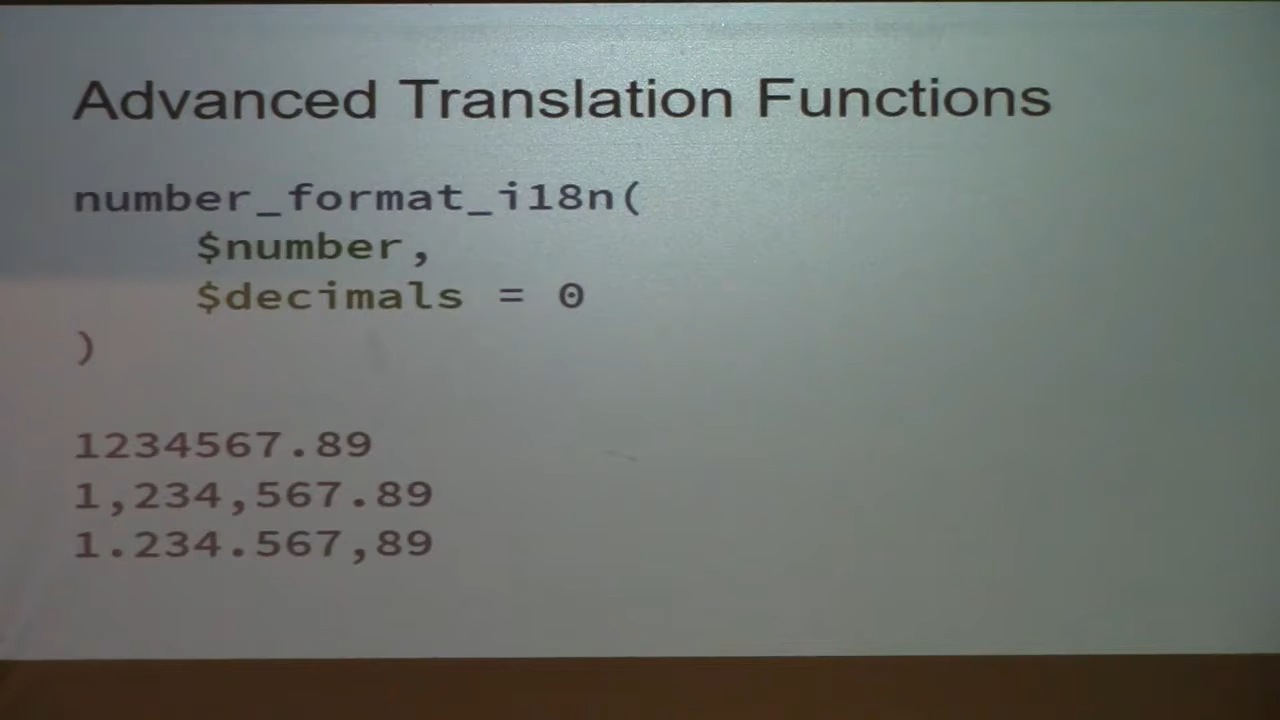 Advanced Translation Functions
number_format_i18n(
$number,
$decimals = 0
)
1234567.89
1,234,567.89
1.234.567,89